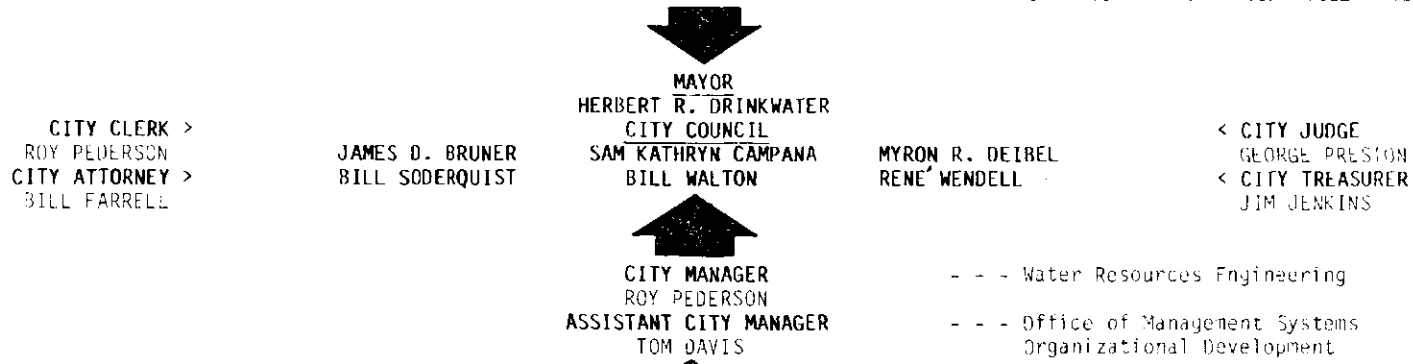 MAYOR
HERBERT R. DRINKWATER
CITY COUNCIL
CITY CLERK >
ROY PEDERSON
CITY ATTORNEY >
BILL FARRELL
JAMES D. BRUNER
BILL SODERQUIST
SAM KATHRYN CAMPANA
BILL WALTON
MYRON R. DEIBEL
RENÉ WENDELL
< CITY JUDGE
GEORGE PRESTON
< CITY TREASURER
JIM JENKINS
CITY MANAGER
ROY PEDERSON
ASSISTANT CITY MANAGER
TOM DAVIS
- - - Water Resources Engineering
- - - Office of Management Systems
Organizational Development